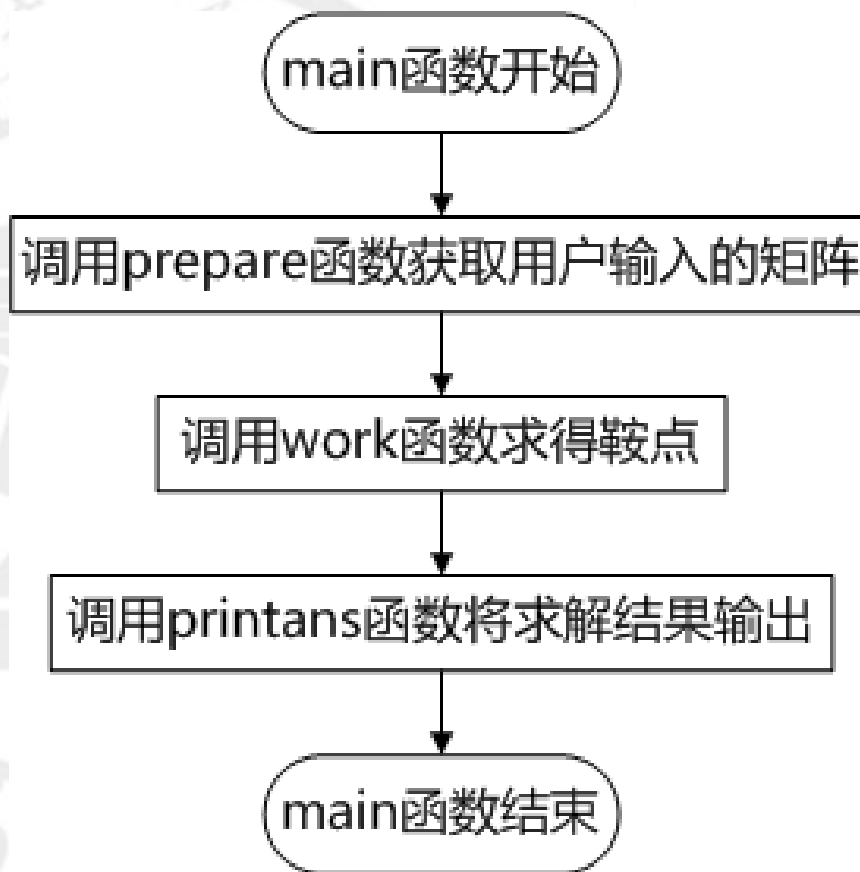 main函数开始
调用prepare函数获取用户输入的矩阵
调用work函数求得鞍点
调用printans函数将求解结果输出
main函数结束